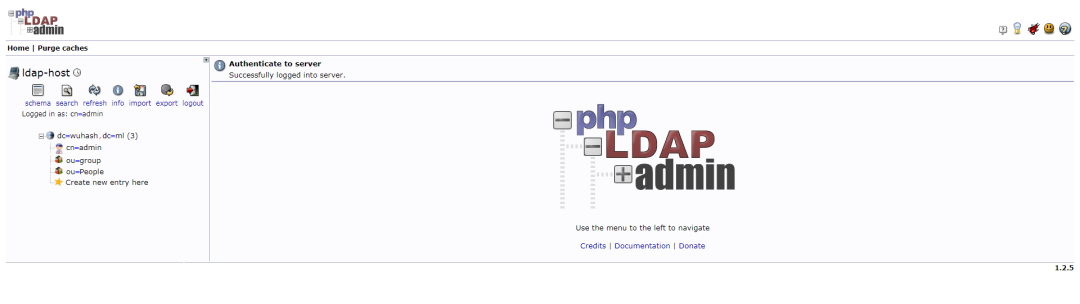 php
LDAP
admin
Home | Purge caches
ldap-host
schema search refresh info import export logout
Logged in as: cn=admin
dc=wuhash,dc=ml (3)
cn=admin
ou=group
ou=People
Create new entry here
Authenticate to server
Successfully logged into server.
php
LDAP
admin
Use the menu to the left to navigate
Credits | Documentation | Donate
1.2.5